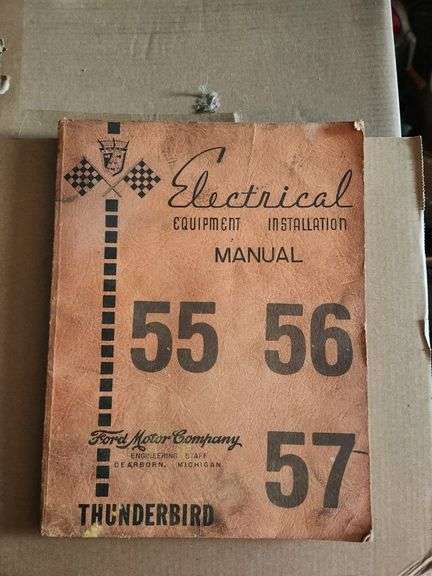 Electrical
EQUIPMENT INSTALLATION
MANUAL
55 56
57
Ford Motor Company
ENGINEERING STAFF
DEARBORN, MICHIGAN
THUNDERBIRD